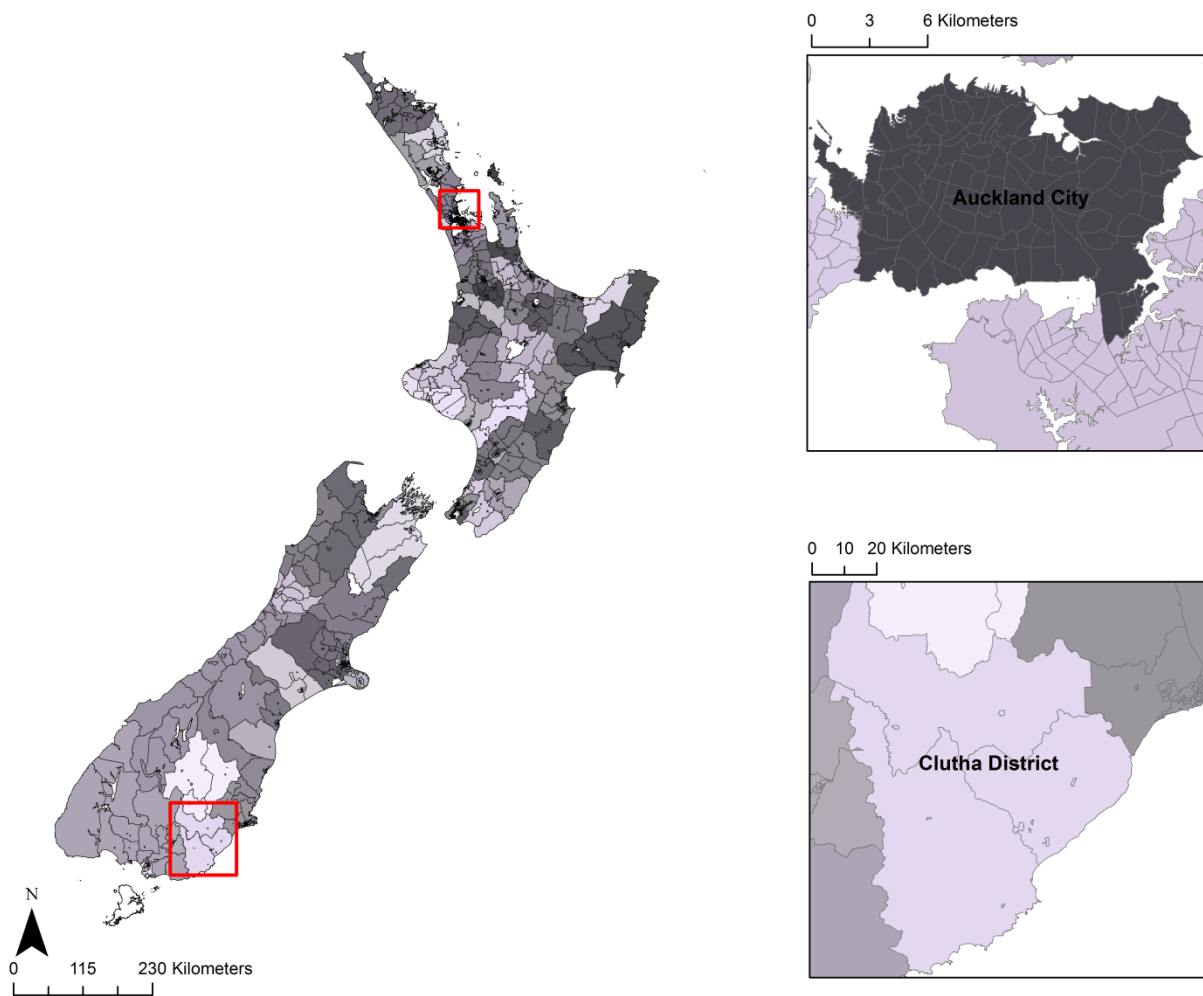 0 3 6 Kilometers
Auckland City
0 10 20 Kilometers
Clutha District
N
0 115 230 Kilometers